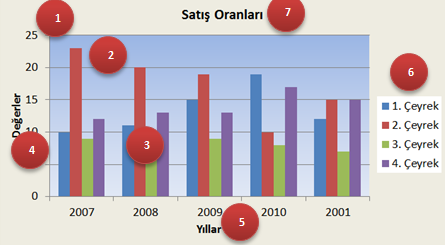 Satış Oranları
7
1
25
2
20
6
15
Değerler
1. Çeyrek
2. Çeyrek
3. Çeyrek
4. Çeyrek
10
4
3
5
0
2007
2008
2009
2010
2001
Yıllar
5